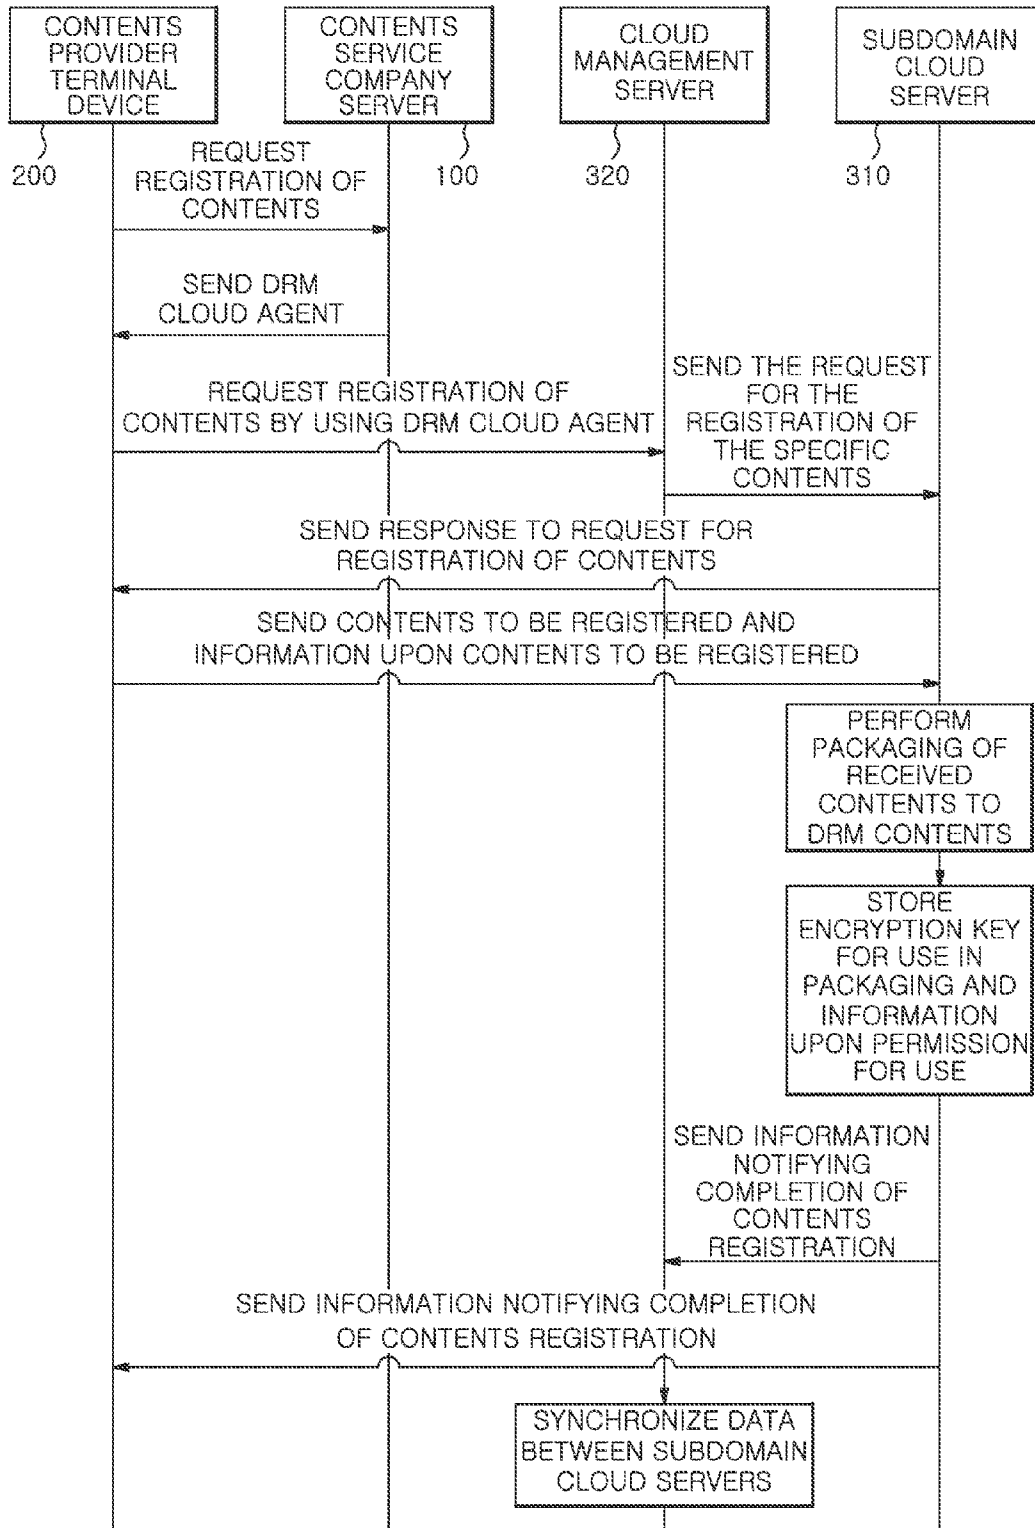 CONTENTS
PROVIDER
TERMINAL
DEVICE
CONTENTS
SERVICE
COMPANY
SERVER
CLOUD
MANAGEMENT
SERVER
SUBDOMAIN
CLOUD
SERVER
200
100
320
310
REQUEST
REGISTRATION OF
CONTENTS
SEND DRM
CLOUD AGENT
REQUEST REGISTRATION OF
CONTENTS BY USING DRM CLOUD AGENT
SEND THE REQUEST
FOR THE
REGISTRATION OF
THE SPECIFIC
CONTENTS
SEND RESPONSE TO REQUEST FOR
REGISTRATION OF CONTENTS
SEND CONTENTS TO BE REGISTERED AND
INFORMATION UPON CONTENTS TO BE REGISTERED
PERFORM
PACKAGING OF
RECEIVED
CONTENTS TO
DRM CONTENTS
STORE
ENCRYPTION KEY
FOR USE IN
PACKAGING AND
INFORMATION
UPON PERMISSION
FOR USE
SEND INFORMATION
NOTIFYING
COMPLETION OF
CONTENTS
REGISTRATION
SEND INFORMATION NOTIFYING COMPLETION
OF CONTENTS REGISTRATION
SYNCHRONIZE DATA
BETWEEN SUBDOMAIN
CLOUD SERVERS